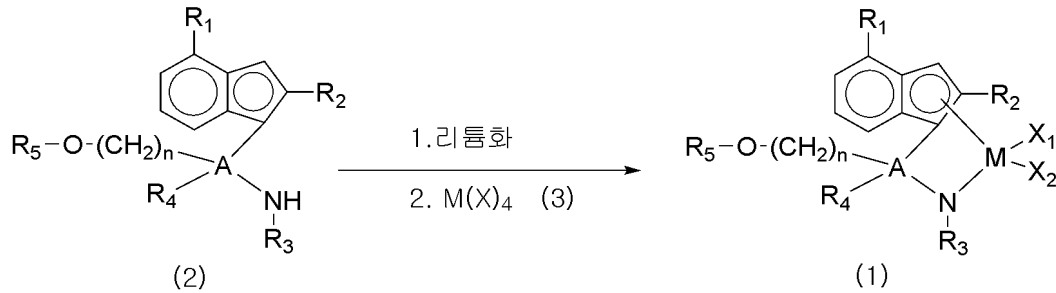 R₁
R₂
R₅-O-(CH₂)n
A
R₄
NH
R₃
(2)
1.리튬화
2. M(X)₄ (3)
R₁
R₂
R₅-O-(CH₂)n
A
R₄
N
R₃
M
X₁
X₂
(1)